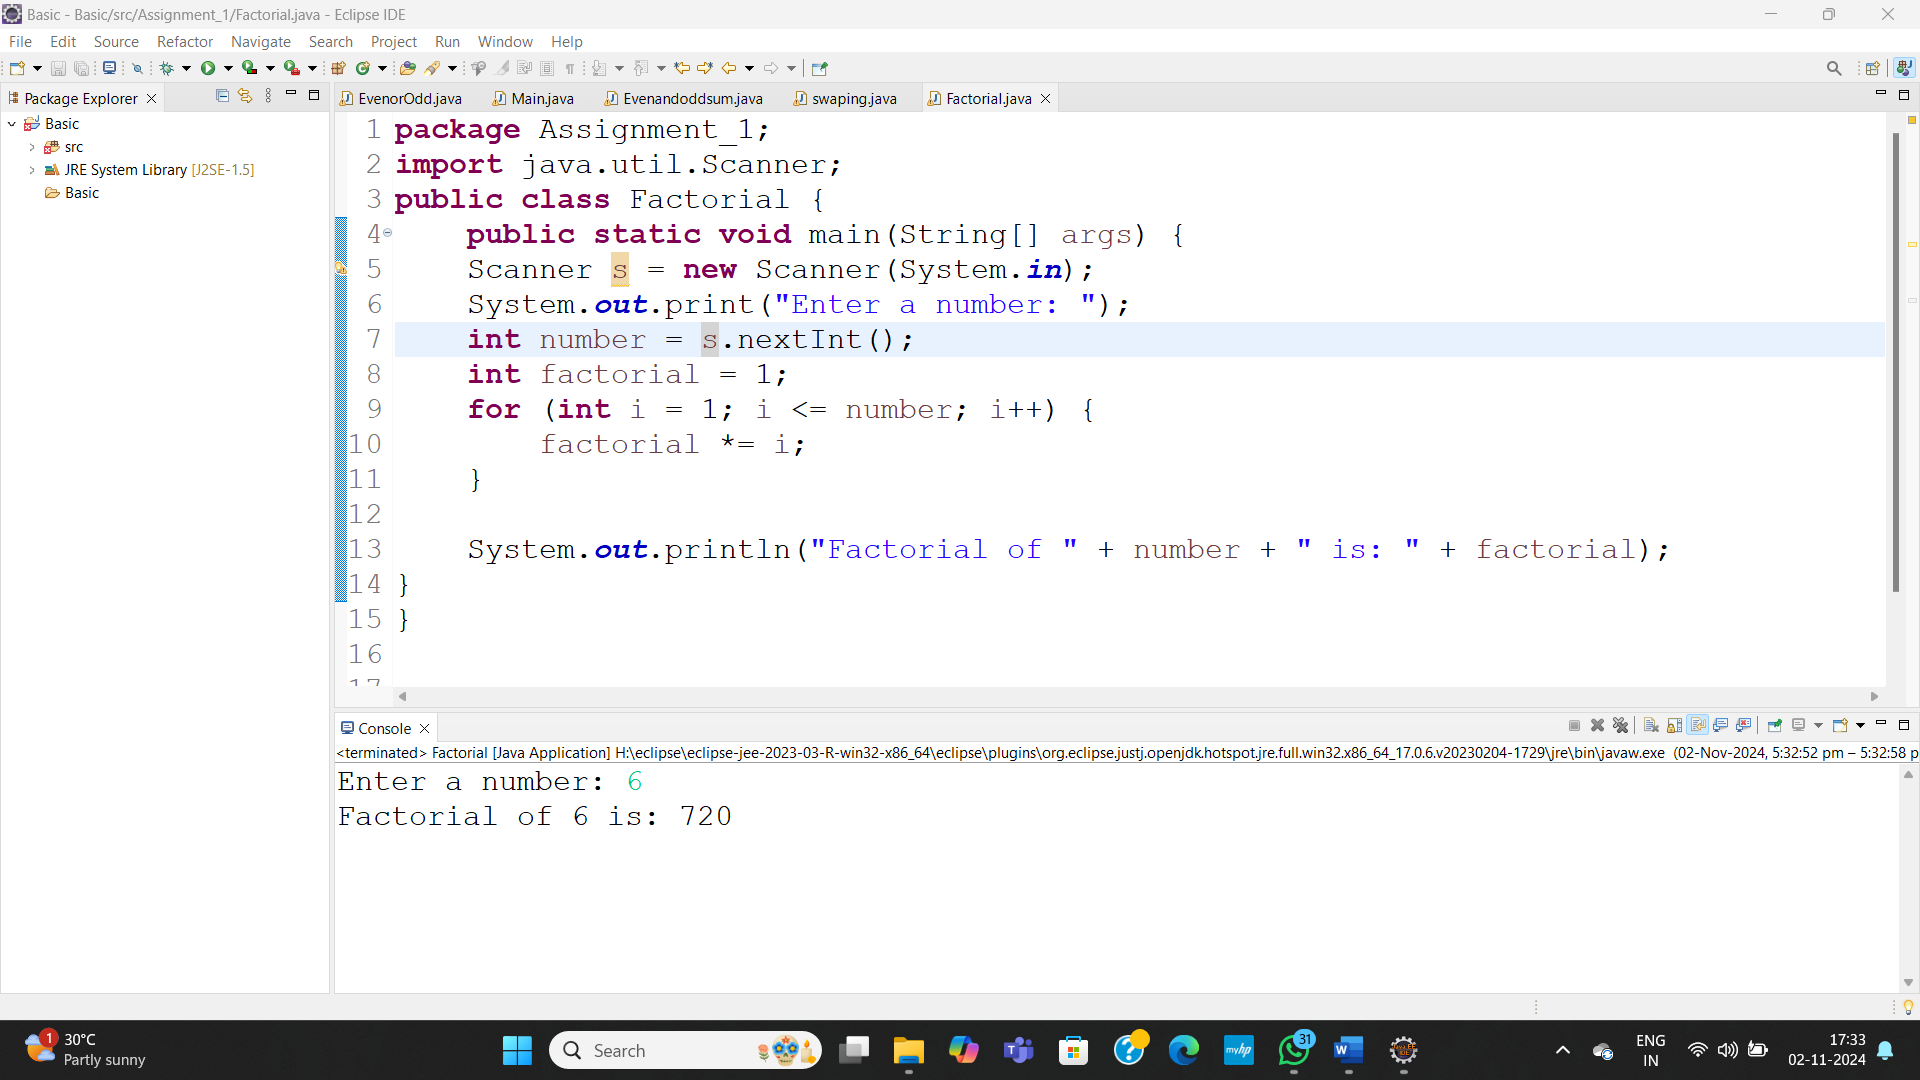 Basic - Basic/src/Assignment_1/Factorial.java - Eclipse IDE
File Edit Source Refactor Navigate Search Project Run Window Help
Package Explorer
Basic
src
JRE System Library [J2SE-1.5]
Basic
EvenorOdd.java Main.java Evenandoddsum.java swaping.java Factorial.java
1 package Assignment_1;
2 import java.util.Scanner;
3 public class Factorial {
4 public static void main(String[] args) {
5 Scanner s = new Scanner(System.in);
6 System.out.print("Enter a number: ");
7 int number = s.nextInt();
8 int factorial = 1;
9 for (int i = 1; i <= number; i++) {
10 factorial *= i;
11 }
12
13 System.out.println("Factorial of " + number + " is: " + factorial);
14 }
15 }
16
17
Console
<terminated> Factorial [Java Application] H:\eclipse\eclipse-jee-2023-03-R-win32-x86_64\eclipse\plugins\org.eclipse.justj.openjdk.hotspot.jre.full.win32.x86_64_17.0.6.v20230204-1729\jre\bin\javaw.exe (02-Nov-2024, 5:32:52 pm – 5:32:58 p
Enter a number: 6
Factorial of 6 is: 720
1
30°C
Partly sunny
Search
myhp
31
ENG
IN
17:33
02-11-2024